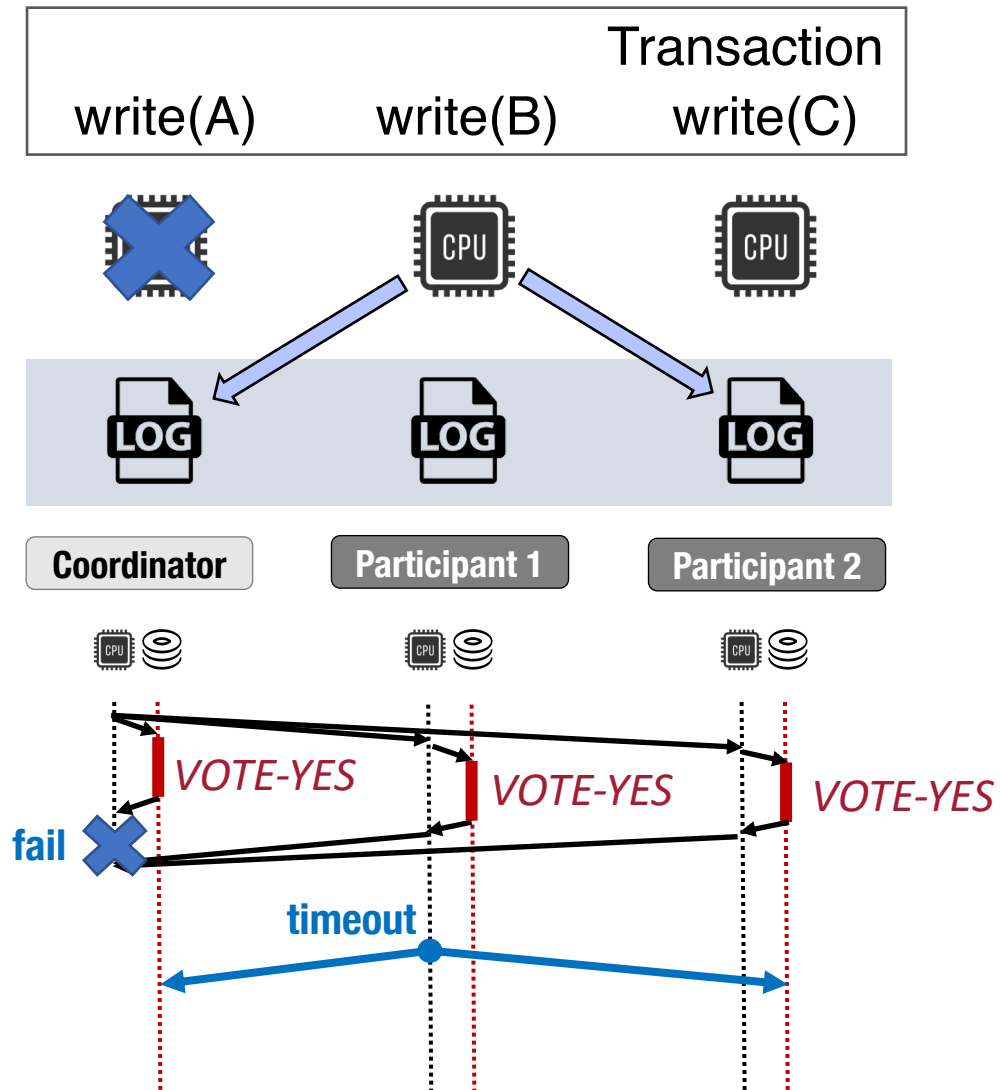 Transaction
write(A) write(B) write(C)
CPU CPU
LOG LOG LOG
Coordinator Participant 1 Participant 2
CPU CPU CPU
VOTE-YES VOTE-YES VOTE-YES
fail
timeout